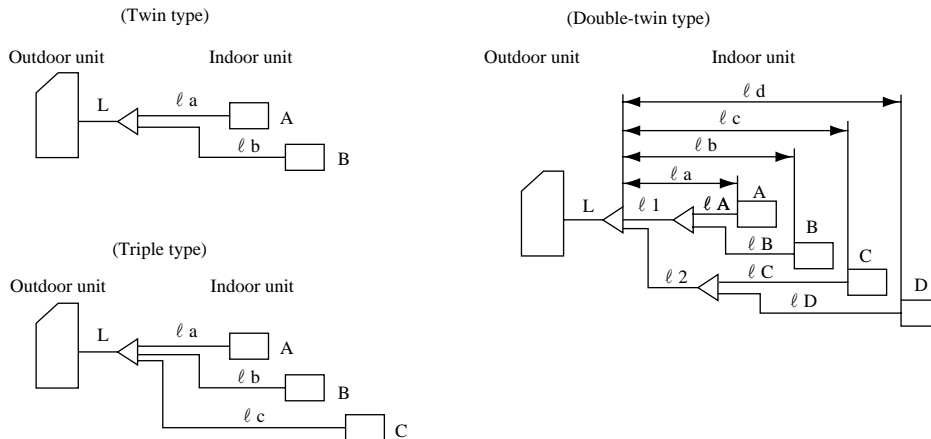 (Twin type)
Outdoor unit Indoor unit
L
ℓ a
A
ℓ b
B
(Triple type)
Outdoor unit Indoor unit
L
ℓ a
A
ℓ b
B
ℓ c
C
(Double-twin type)
Outdoor unit Indoor unit
ℓ d
ℓ c
ℓ b
ℓ a
A
L
ℓ 1
ℓ A
B
ℓ B
C
ℓ 2
ℓ C
D
ℓ D